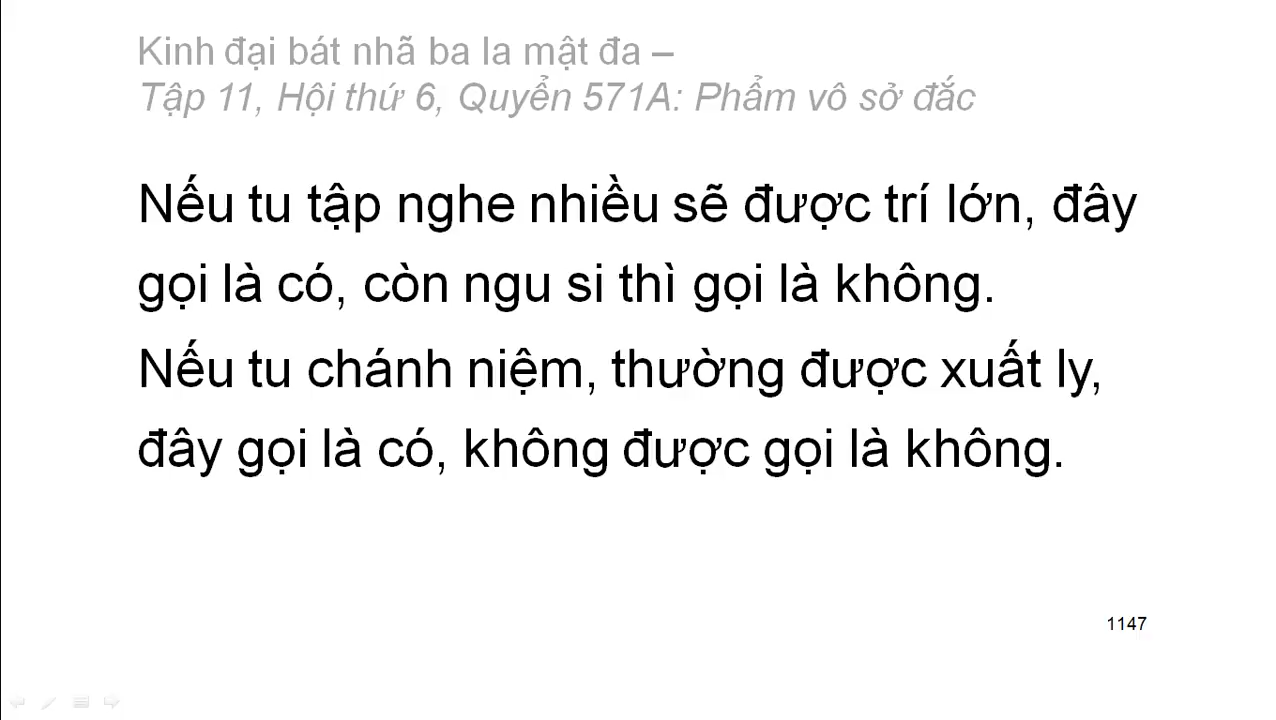 Kinh đại bát nhã ba la mật đa –
Tập 11, Hội thứ 6, Quyển 571A: Phẩm vô sở đắc
Nếu tu tập nghe nhiều sẽ được trí lớn, đây
gọi là có, còn ngu si thì gọi là không.
Nếu tu chánh niệm, thường được xuất ly,
đây gọi là có, không được gọi là không.
1147